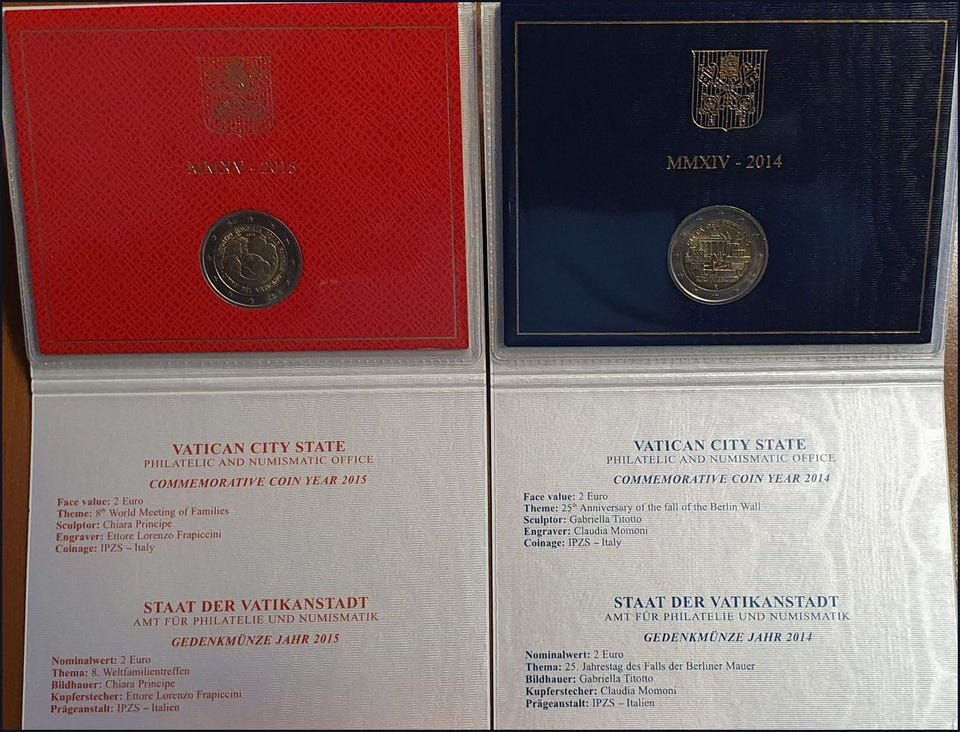 MMXV - 2015
VATICAN CITY STATE
PHILATELIC AND NUMISMATIC OFFICE
COMMEMORATIVE COIN YEAR 2015
Face value: 2 Euro
Theme: 8th World Meeting of Families
Sculptor: Chiara Principe
Engraver: Ettore Lorenzo Frapiccini
Coinage: IPZS – Italy
STAAT DER VATIKANSTADT
AMT FÜR PHILATELIE UND NUMISMATIK
GEDENKMÜNZE JAHR 2015
Nominalwert: 2 Euro
Thema: 8. Weltfamilientreffen
Bildhauer: Chiara Principe
Kupferstecher: Ettore Lorenzo Frapiccini
Prägeanstalt: IPZS – Italien
MMXIV - 2014
VATICAN CITY STATE
PHILATELIC AND NUMISMATIC OFFICE
COMMEMORATIVE COIN YEAR 2014
Face value: 2 Euro
Theme: 25th Anniversary of the fall of the Berlin Wall
Sculptor: Gabriella Titotto
Engraver: Claudia Momoni
Coinage: IPZS – Italy
STAAT DER VATIKANSTADT
AMT FÜR PHILATELIE UND NUMISMATIK
GEDENKMÜNZE JAHR 2014
Nominalwert: 2 Euro
Thema: 25. Jahrestag des Falls der Berliner Mauer
Bildhauer: Gabriella Titotto
Kupferstecher: Claudia Momoni
Prägeanstalt: IPZS – Italien